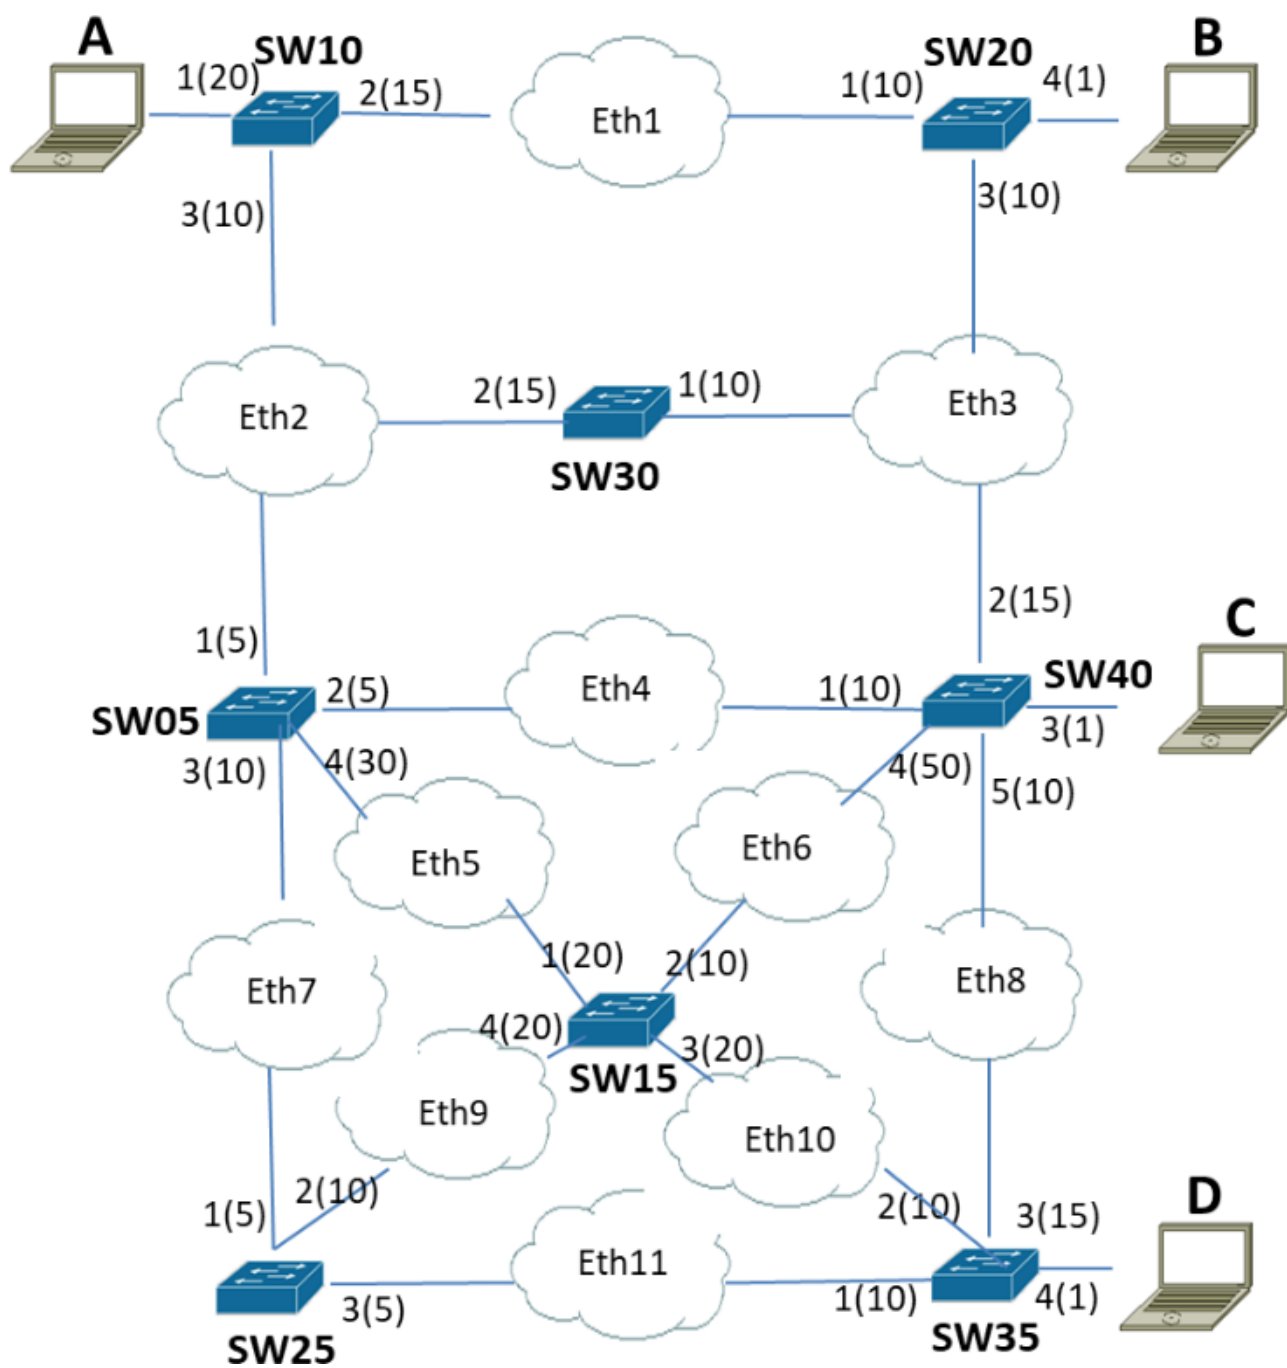 A
SW10
1(20)
2(15)
Eth1
SW20
1(10)
4(1)
B
3(10)
3(10)
Eth2
2(15)
1(10)
SW30
Eth3
1(5)
SW05
2(5)
Eth4
2(15)
1(10)
SW40
C
3(1)
3(10)
4(30)
4(50)
5(10)
Eth5
Eth6
Eth7
1(20)
2(10)
Eth8
4(20)
3(20)
SW15
Eth9
Eth10
1(5)
2(10)
2(10)
3(15)
D
Eth11
3(5)
1(10)
4(1)
SW25
SW35